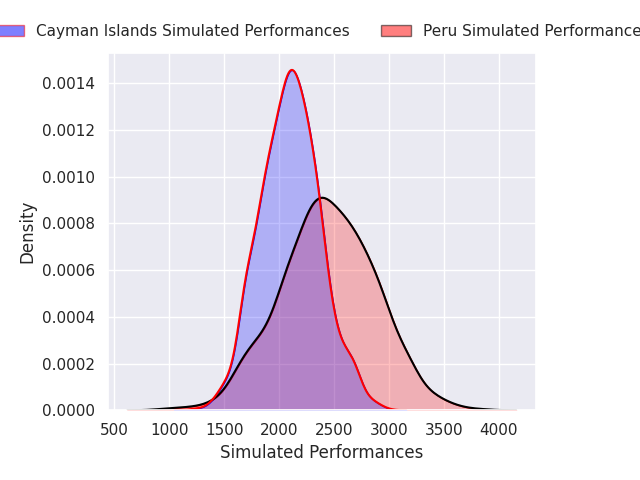 Cayman Islands Simulated Performances
Peru Simulated Performance
0.0014
0.0012
0.0010
0.0008
0.0006
0.0004
0.0002
0.0000
Density
500 1000 1500 2000 2500 3000 3500 4000
Simulated Performances